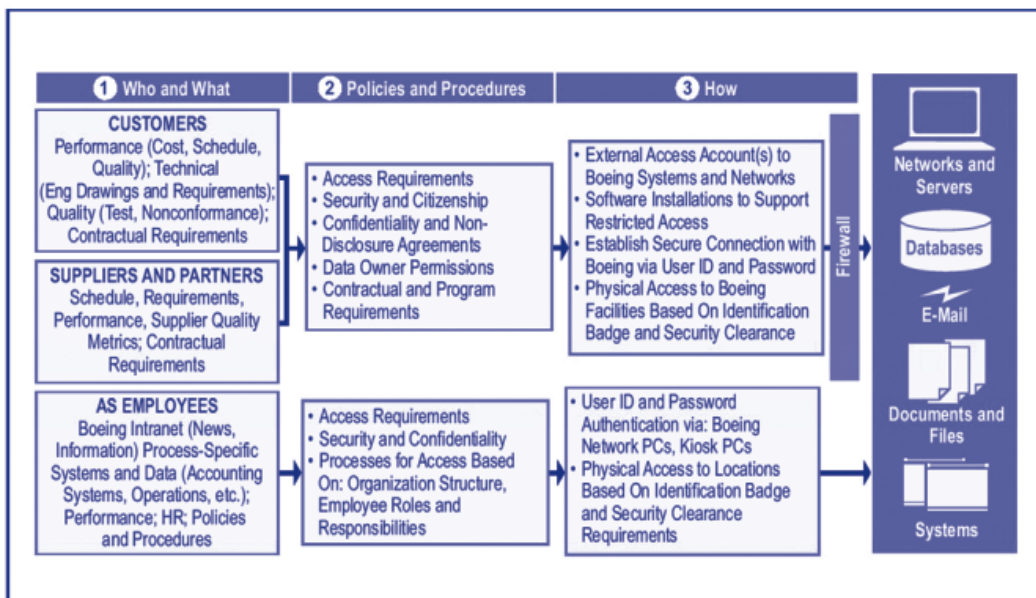 1 Who and What
2 Policies and Procedures
3 How
CUSTOMERS
Performance (Cost, Schedule,
Quality); Technical
(Eng Drawings and Requirements);
Quality (Test, Nonconformance);
Contractual Requirements
SUPPLIERS AND PARTNERS
Schedule, Requirements,
Performance, Supplier Quality
Metrics; Contractual
Requirements
• Access Requirements
• Security and Citizenship
• Confidentiality and Non-
Disclosure Agreements
• Data Owner Permissions
• Contractual and Program
Requirements
• External Access Account(s) to
Boeing Systems and Networks
• Software Installations to Support
Restricted Access
• Establish Secure Connection with
Boeing via User ID and Password
• Physical Access to Boeing
Facilities Based On Identification
Badge and Security Clearance
Firewall
AS EMPLOYEES
Boeing Intranet (News,
Information) Process-Specific
Systems and Data (Accounting
Systems, Operations, etc.);
Performance; HR; Policies
and Procedures
• Access Requirements
• Security and Confidentiality
• Processes for Access Based
On: Organization Structure,
Employee Roles and
Responsibilities
• User ID and Password
Authentication via: Boeing
Network PCs, Kiosk PCs
• Physical Access to Locations
Based On Identification Badge
and Security Clearance
Requirements
Networks and
Servers
Databases
E-Mail
Documents and
Files
Systems